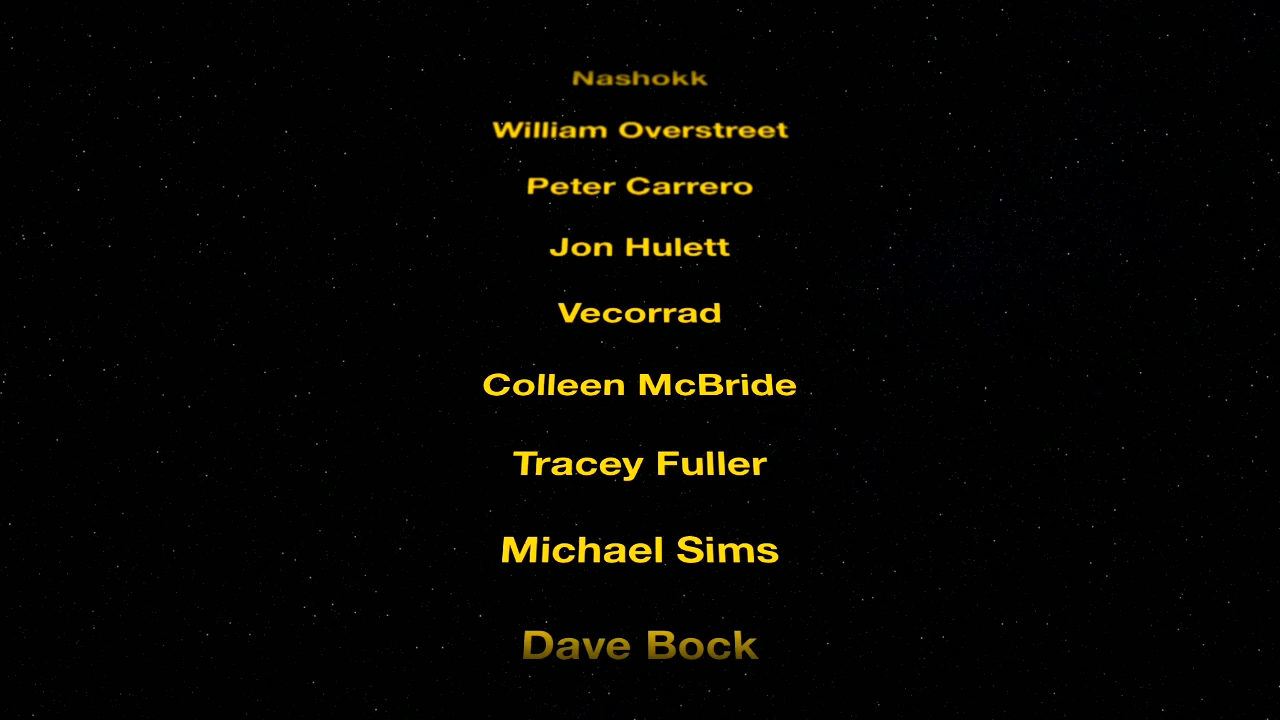 Nashokk
William Overstreet
Peter Carrero
Jon Hulett
Vecorrad
Colleen McBride
Tracey Fuller
Michael Sims
Dave Bock